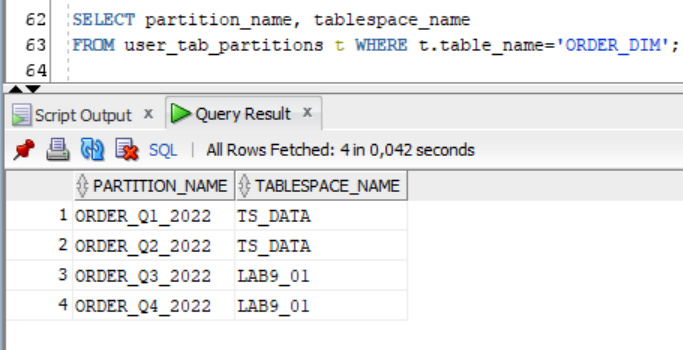 62 SELECT partition_name, tablespace_name
63 FROM user_tab_partitions t WHERE t.table_name='ORDER_DIM';
64
Script Output x Query Result x
SQL | All Rows Fetched: 4 in 0,042 seconds
PARTITION_NAME TABLESPACE_NAME
1 ORDER_Q1_2022 TS_DATA
2 ORDER_Q2_2022 TS_DATA
3 ORDER_Q3_2022 LAB9_01
4 ORDER_Q4_2022 LAB9_01